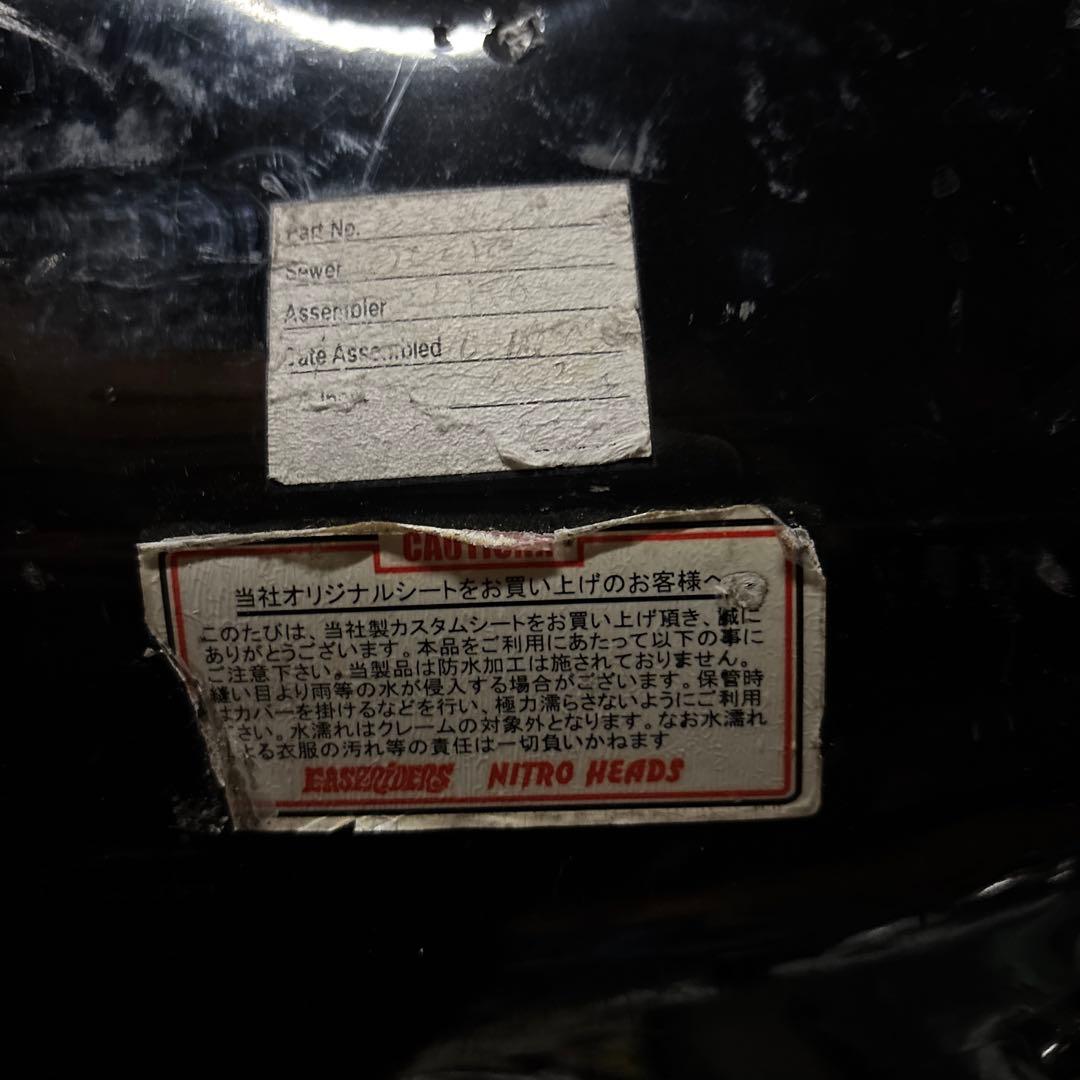 Part No.
Sewer
Assembler
Date Assembled
CAUTION!!
当社オリジナルシートをお買い上げのお客様へ
このたびは、当社製カスタムシートをお買い上げ頂き、誠に
ありがとうございます。本品をご利用にあたって以下の事に
ご注意下さい。当製品は防水加工は施されておりません。
縫い目より雨等の水が侵入する場合がございます。保管時
はカバーを掛けるなどを行い、極力濡らさないようにご利用
さい。水濡れはクレームの対象外となります。なお水濡れ
よる衣服の汚れ等の責任は一切負いかねます
EASYRIDERS NITRO HEADS